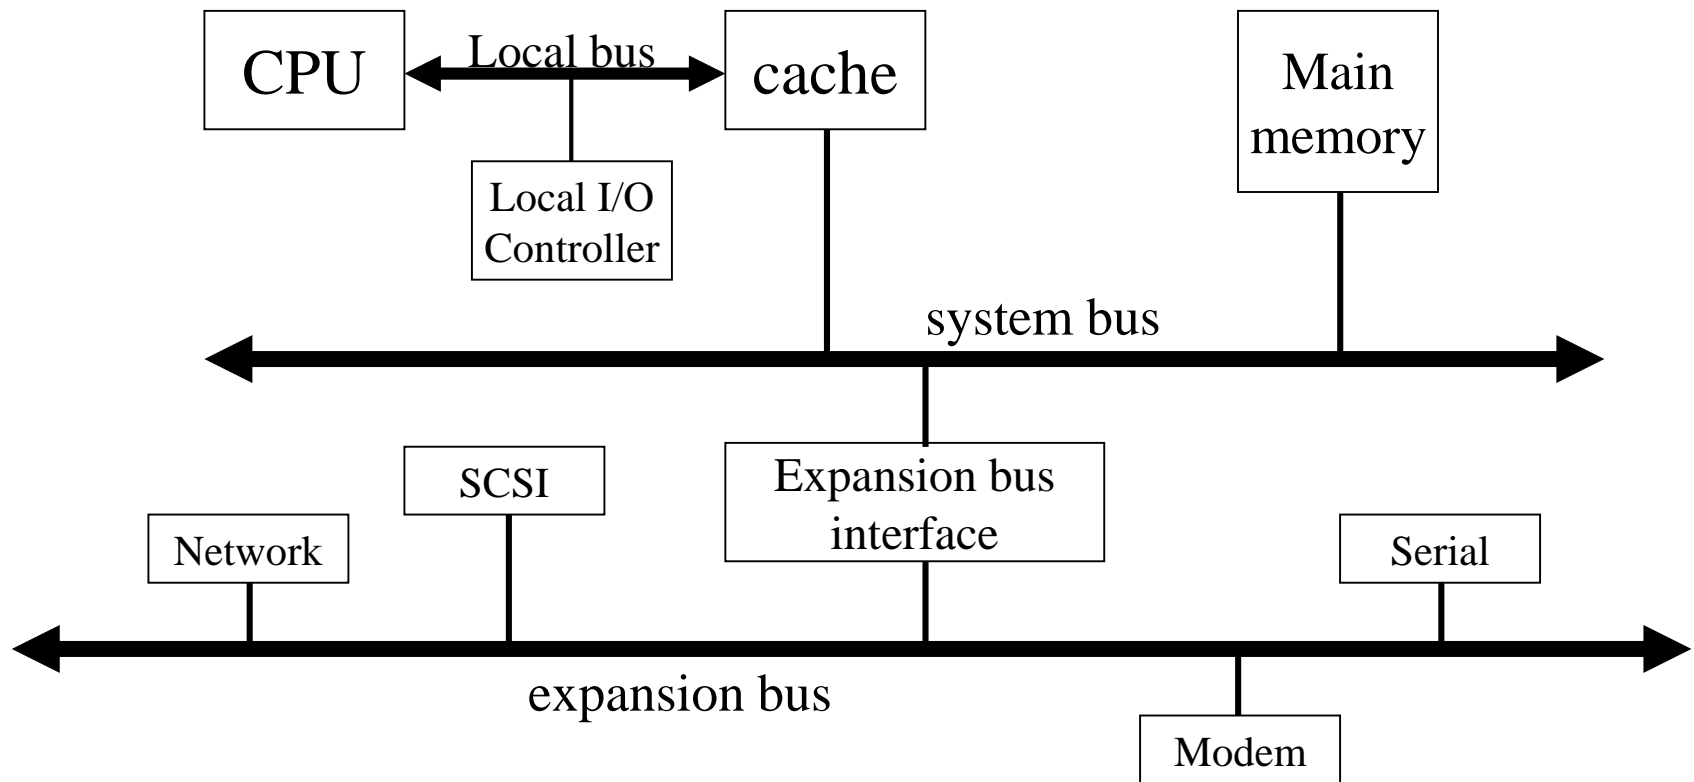 CPU
Local bus
cache
Main
memory
Local I/O
Controller
system bus
SCSI
Expansion bus
interface
Network
Serial
expansion bus
Modem